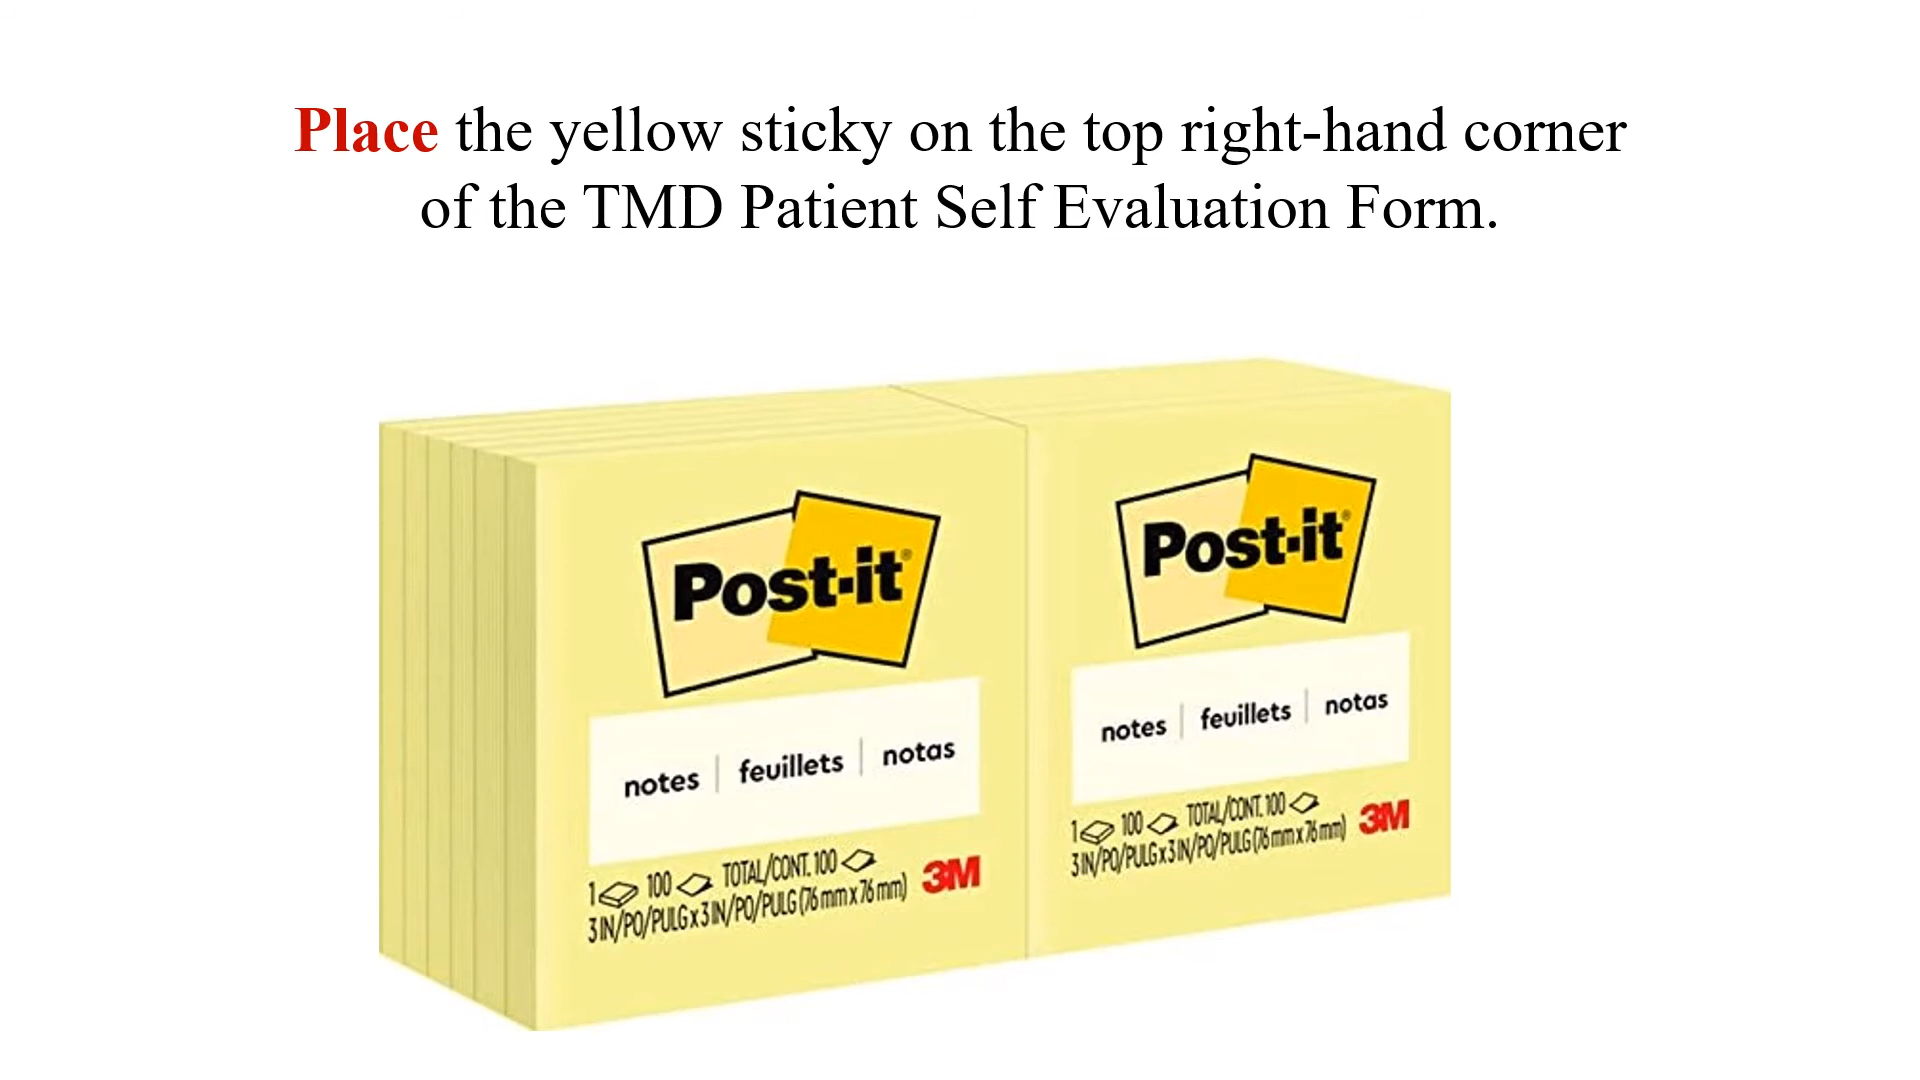 Place the yellow sticky on the top right-hand corner
of the TMD Patient Self Evaluation Form.
Post-it®
notes | feuillets | notas
1 100 TOTAL/CONT. 100
3 IN/PO/PULG x 3 IN/PO/PULG (76 mm x 76 mm)
3M
Post-it®
notes | feuillets | notas
1 100 TOTAL/CONT. 100
3 IN/PO/PULG x 3 IN/PO/PULG (76 mm x 76 mm)
3M